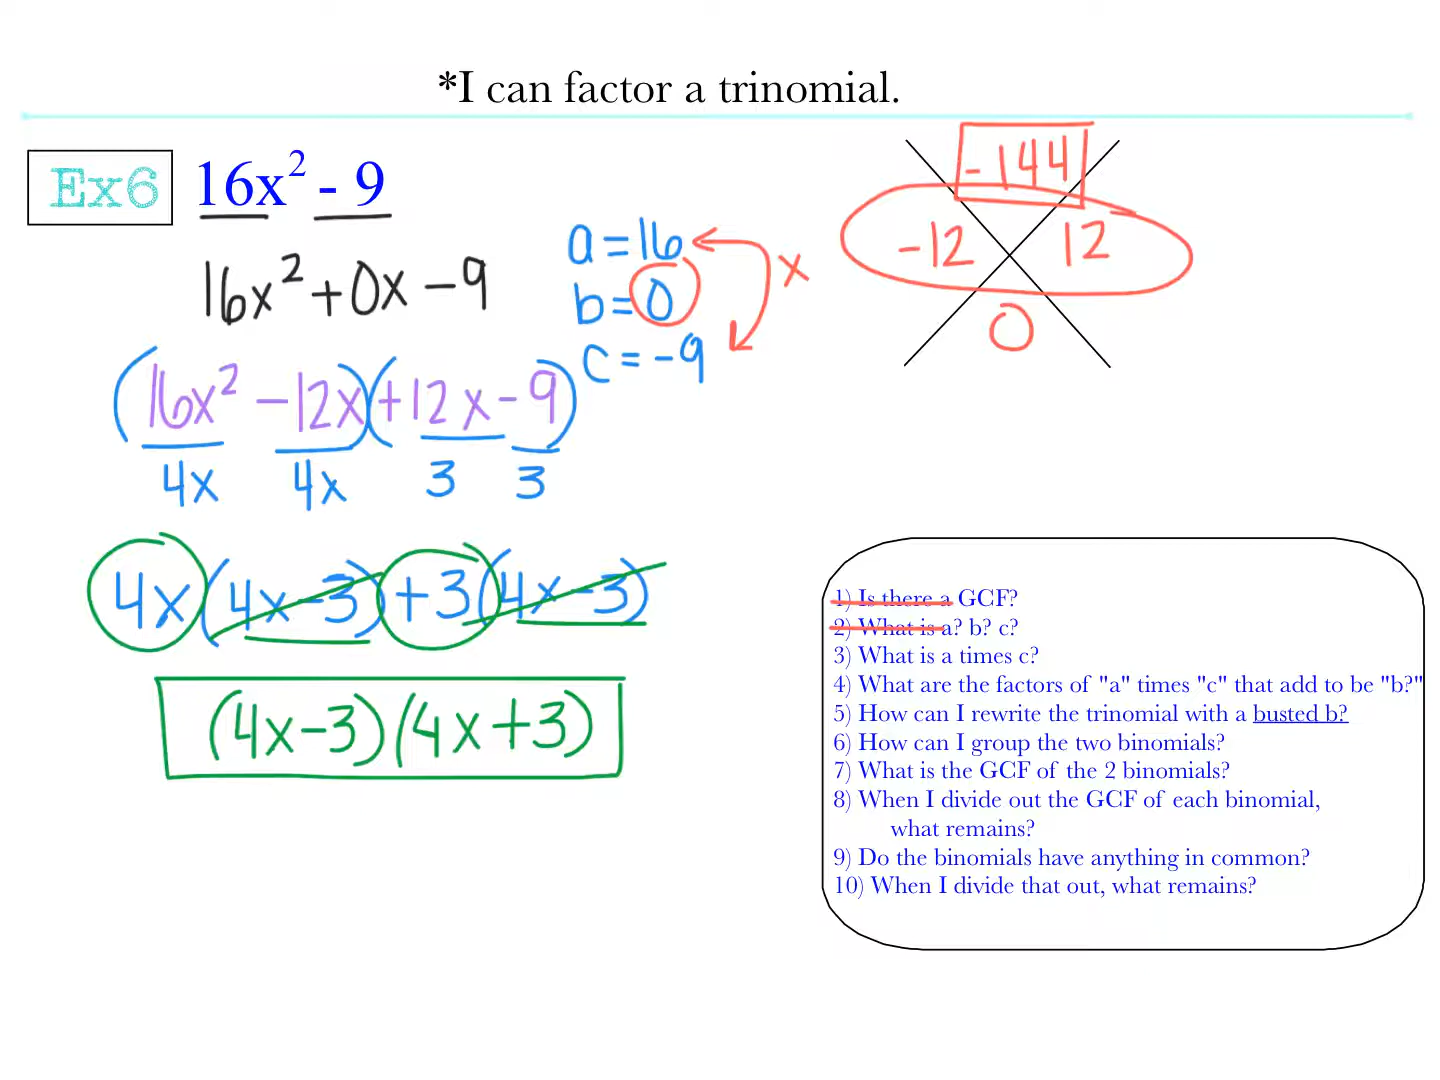 *I can factor a trinomial.
Ex6 16x² - 9
16x² + 0x - 9
a = 16
b = 0
c = -9
x
-144
-12 12
0
(16x² - 12x)(+12x - 9)
4x 4x 3 3
4x(4x-3)+3(4x-3)
(4x-3)(4x+3)
1) Is there a GCF?
2) What is a? b? c?
3) What is a times c?
4) What are the factors of "a" times "c" that add to be "b?"
5) How can I rewrite the trinomial with a busted b?
6) How can I group the two binomials?
7) What is the GCF of the 2 binomials?
8) When I divide out the GCF of each binomial,
what remains?
9) Do the binomials have anything in common?
10) When I divide that out, what remains?